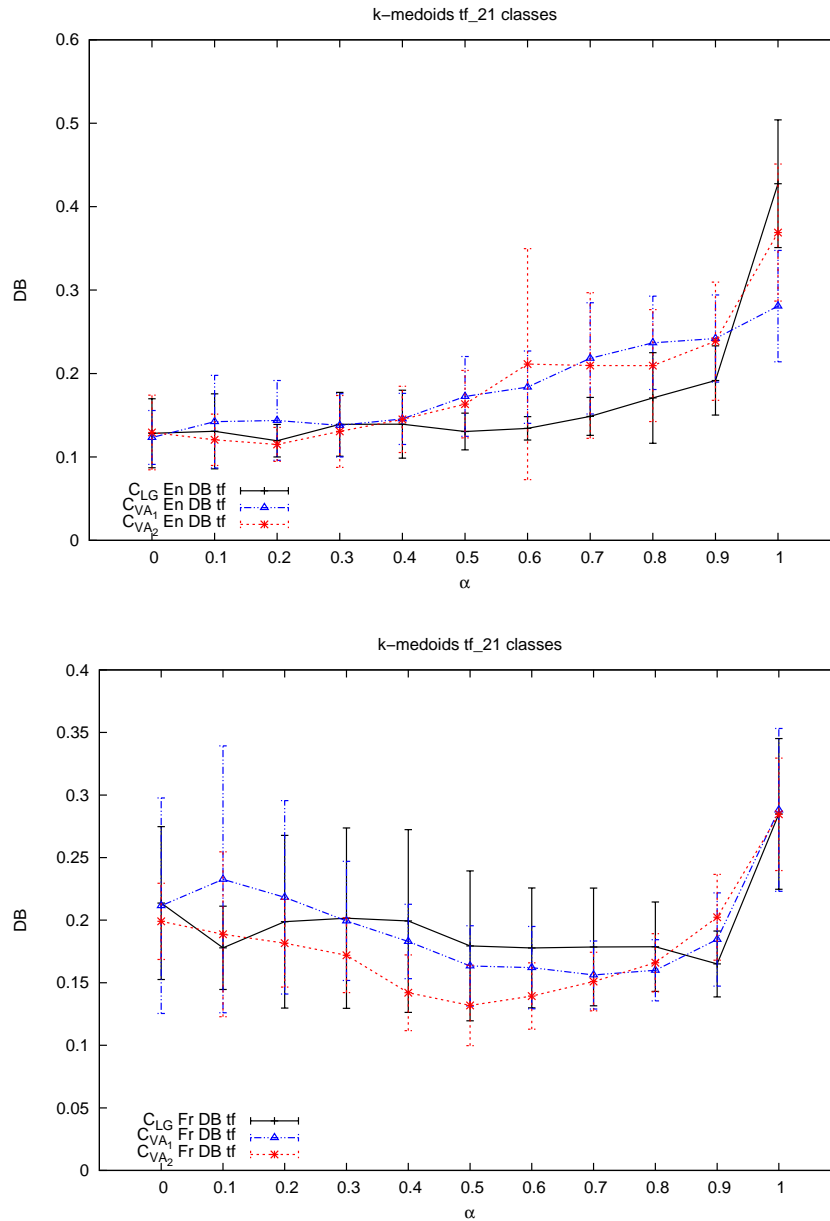 k-medoids tf_21 classes
0.6
0.5
0.4
0.3
0.2
0.1
0
DB
C_LG En DB tf
C_VA_1 En DB tf
C_VA_2 En DB tf
0 0.1 0.2 0.3 0.4 0.5 0.6 0.7 0.8 0.9 1
α
k-medoids tf_21 classes
0.4
0.35
0.3
0.25
0.2
0.15
0.1
0.05
0
DB
C_LG Fr DB tf
C_VA_1 Fr DB tf
C_VA_2 Fr DB tf
0 0.1 0.2 0.3 0.4 0.5 0.6 0.7 0.8 0.9 1
α